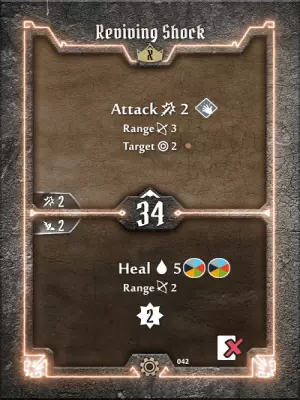 Reviving Shock
X
Attack 2
Range 3
Target 2
2
34
2
Heal 5
Range 2
2
042